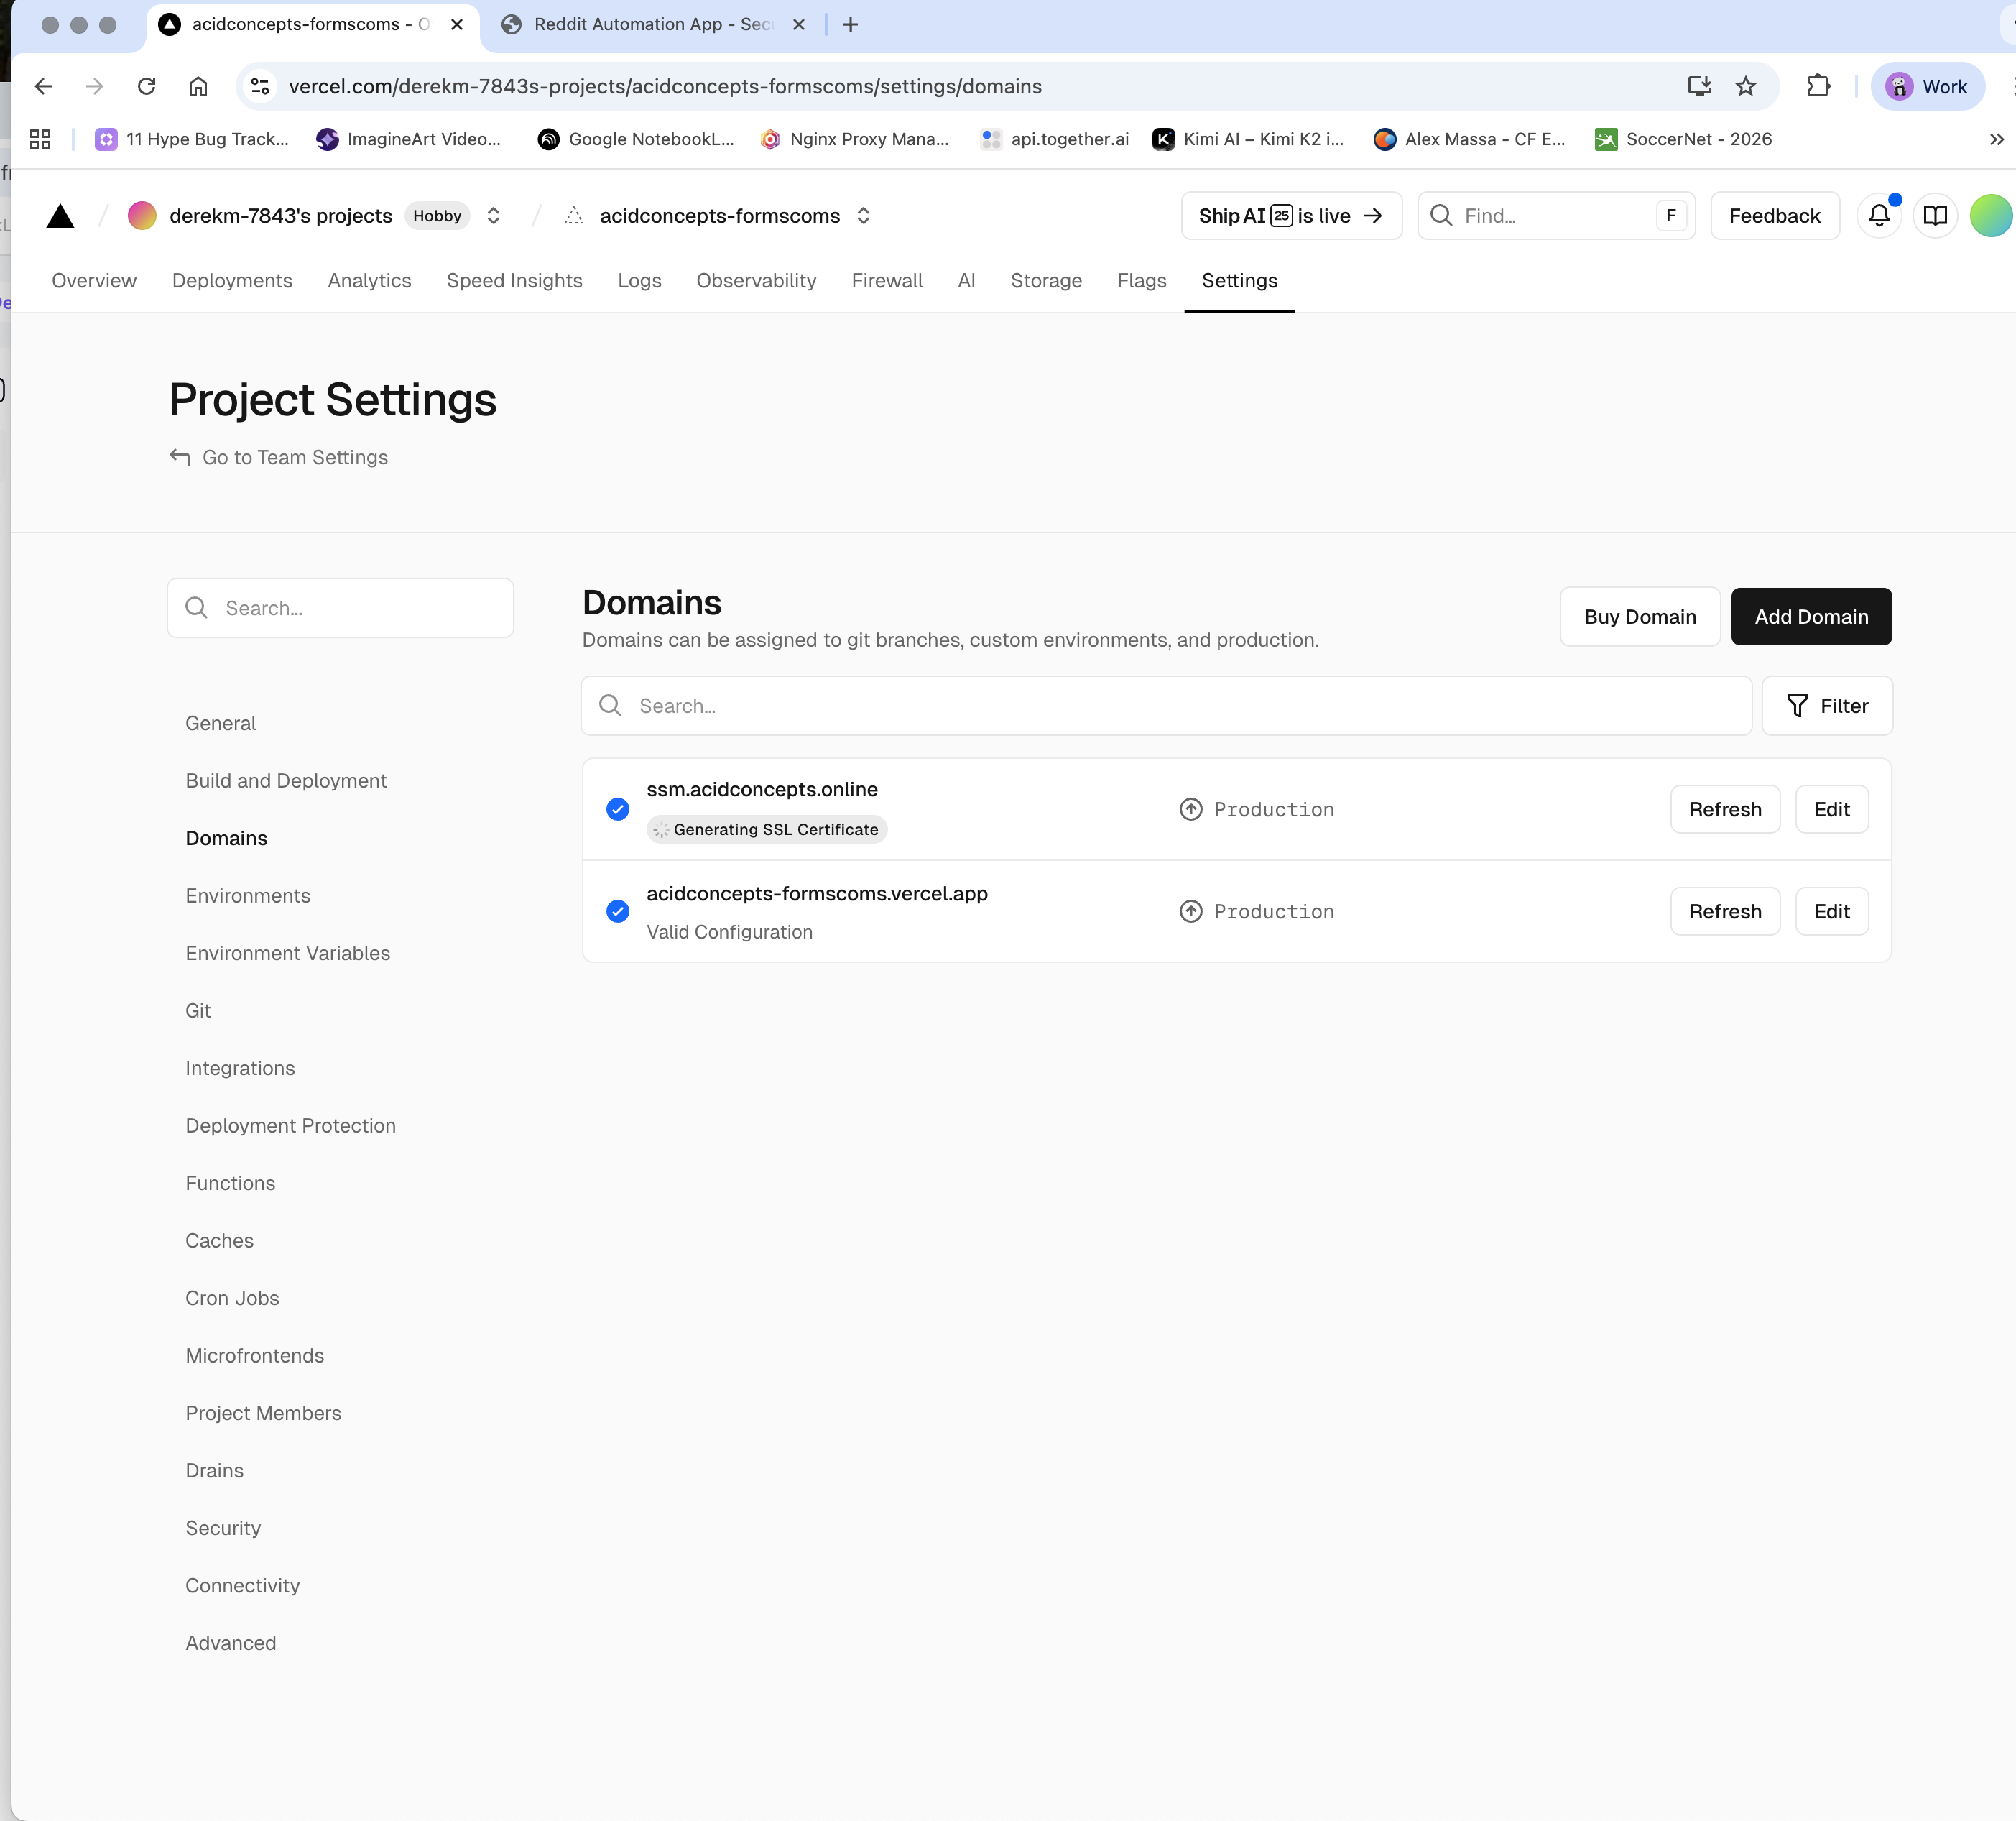 acidconcepts-formscoms - O
Reddit Automation App - Sec
vercel.com/derekm-7843s-projects/acidconcepts-formscoms/settings/domains
Work
11 Hype Bug Track...
ImagineArt Video...
Google NotebookL...
Nginx Proxy Mana...
api.together.ai
Kimi AI – Kimi K2 i...
Alex Massa - CF E...
SoccerNet - 2026
derekm-7843's projects
Hobby
acidconcepts-formscoms
Ship AI 25 is live →
Find...
F
Feedback
Overview
Deployments
Analytics
Speed Insights
Logs
Observability
Firewall
AI
Storage
Flags
Settings
Project Settings
Go to Team Settings
Search...
General
Build and Deployment
Domains
Environments
Environment Variables
Git
Integrations
Deployment Protection
Functions
Caches
Cron Jobs
Microfrontends
Project Members
Drains
Security
Connectivity
Advanced
Domains
Domains can be assigned to git branches, custom environments, and production.
Buy Domain
Add Domain
Search...
Filter
ssm.acidconcepts.online
Generating SSL Certificate
Production
Refresh
Edit
acidconcepts-formscoms.vercel.app
Valid Configuration
Production
Refresh
Edit